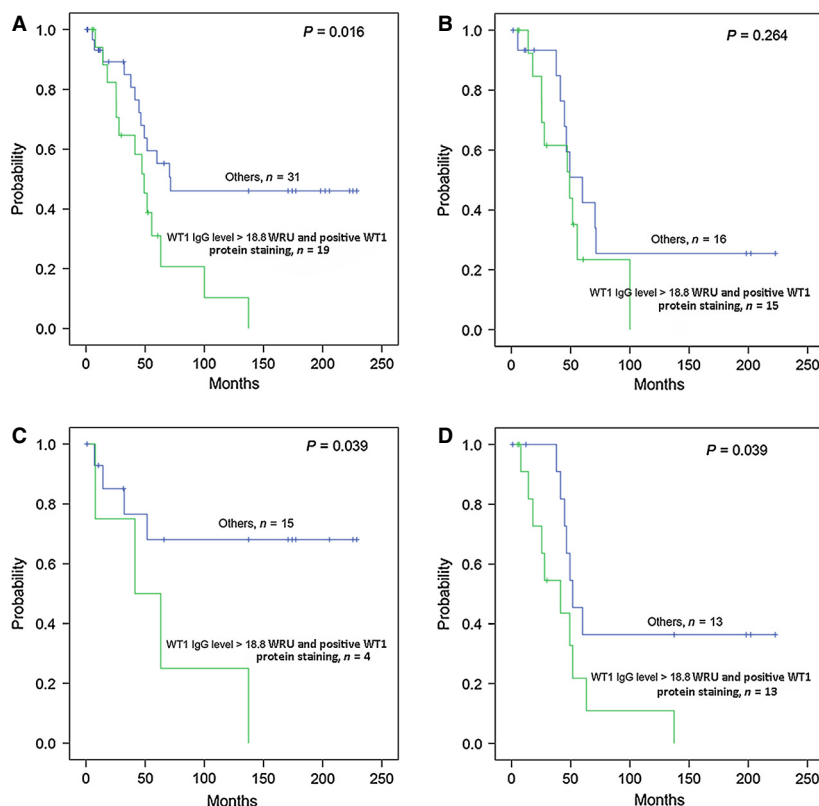 A
P = 0.016
1.0
0.8
0.6
0.4
0.2
0.0
Probability
Others, n = 31
WT1 IgG level > 18.8 WRU and positive WT1
protein staining, n = 19
0 50 100 150 200 250
Months
B
P = 0.264
1.0
0.8
0.6
0.4
0.2
0.0
Probability
Others, n = 16
WT1 IgG level > 18.8 WRU and positive WT1
protein staining, n = 15
0 50 100 150 200 250
Months
C
P = 0.039
1.0
0.8
0.6
0.4
0.2
0.0
Probability
Others, n = 15
WT1 IgG level > 18.8 WRU and positive WT1
protein staining, n = 4
0 50 100 150 200 250
Months
D
P = 0.039
1.0
0.8
0.6
0.4
0.2
0.0
Probability
Others, n = 13
WT1 IgG level > 18.8 WRU and positive WT1
protein staining, n = 13
0 50 100 150 200 250
Months